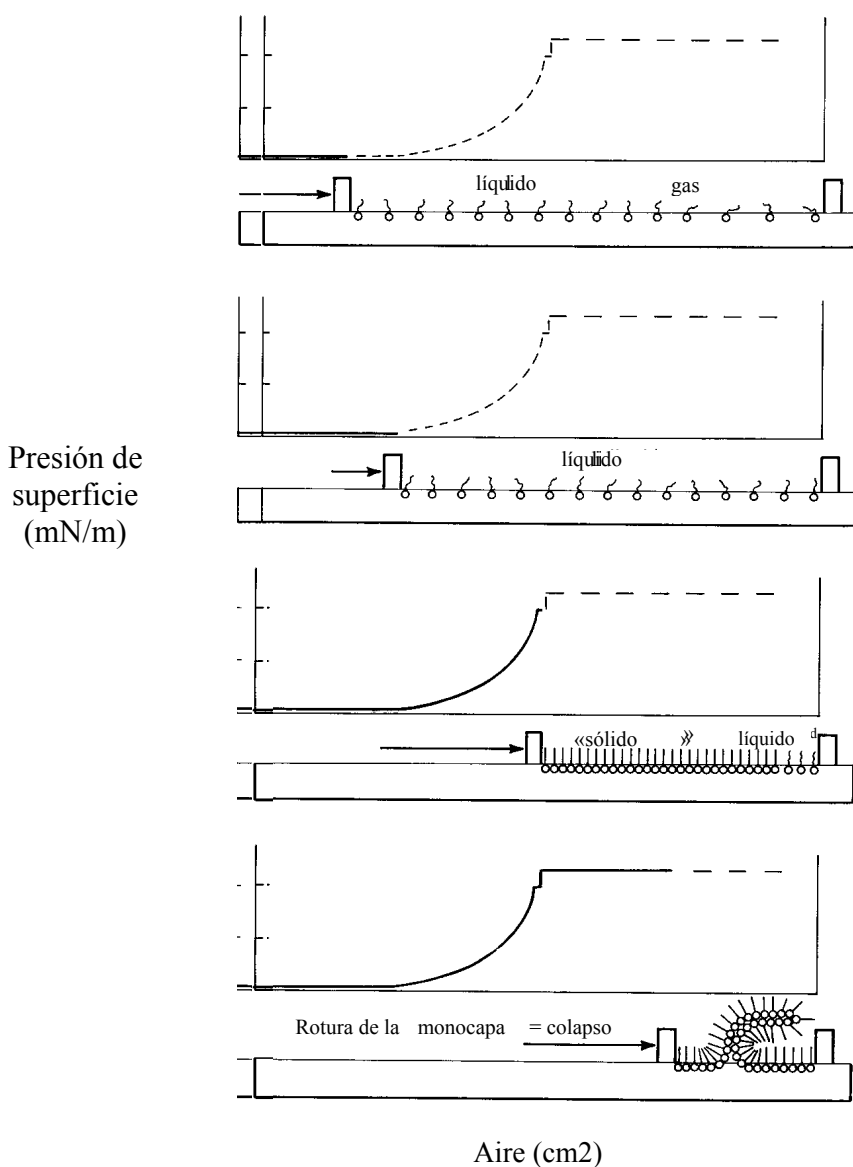 líquido gas
líquido
Presión de
superficie
(mN/m)
«sólido » líquido
Rotura de la monocapa = colapso
Aire (cm2)